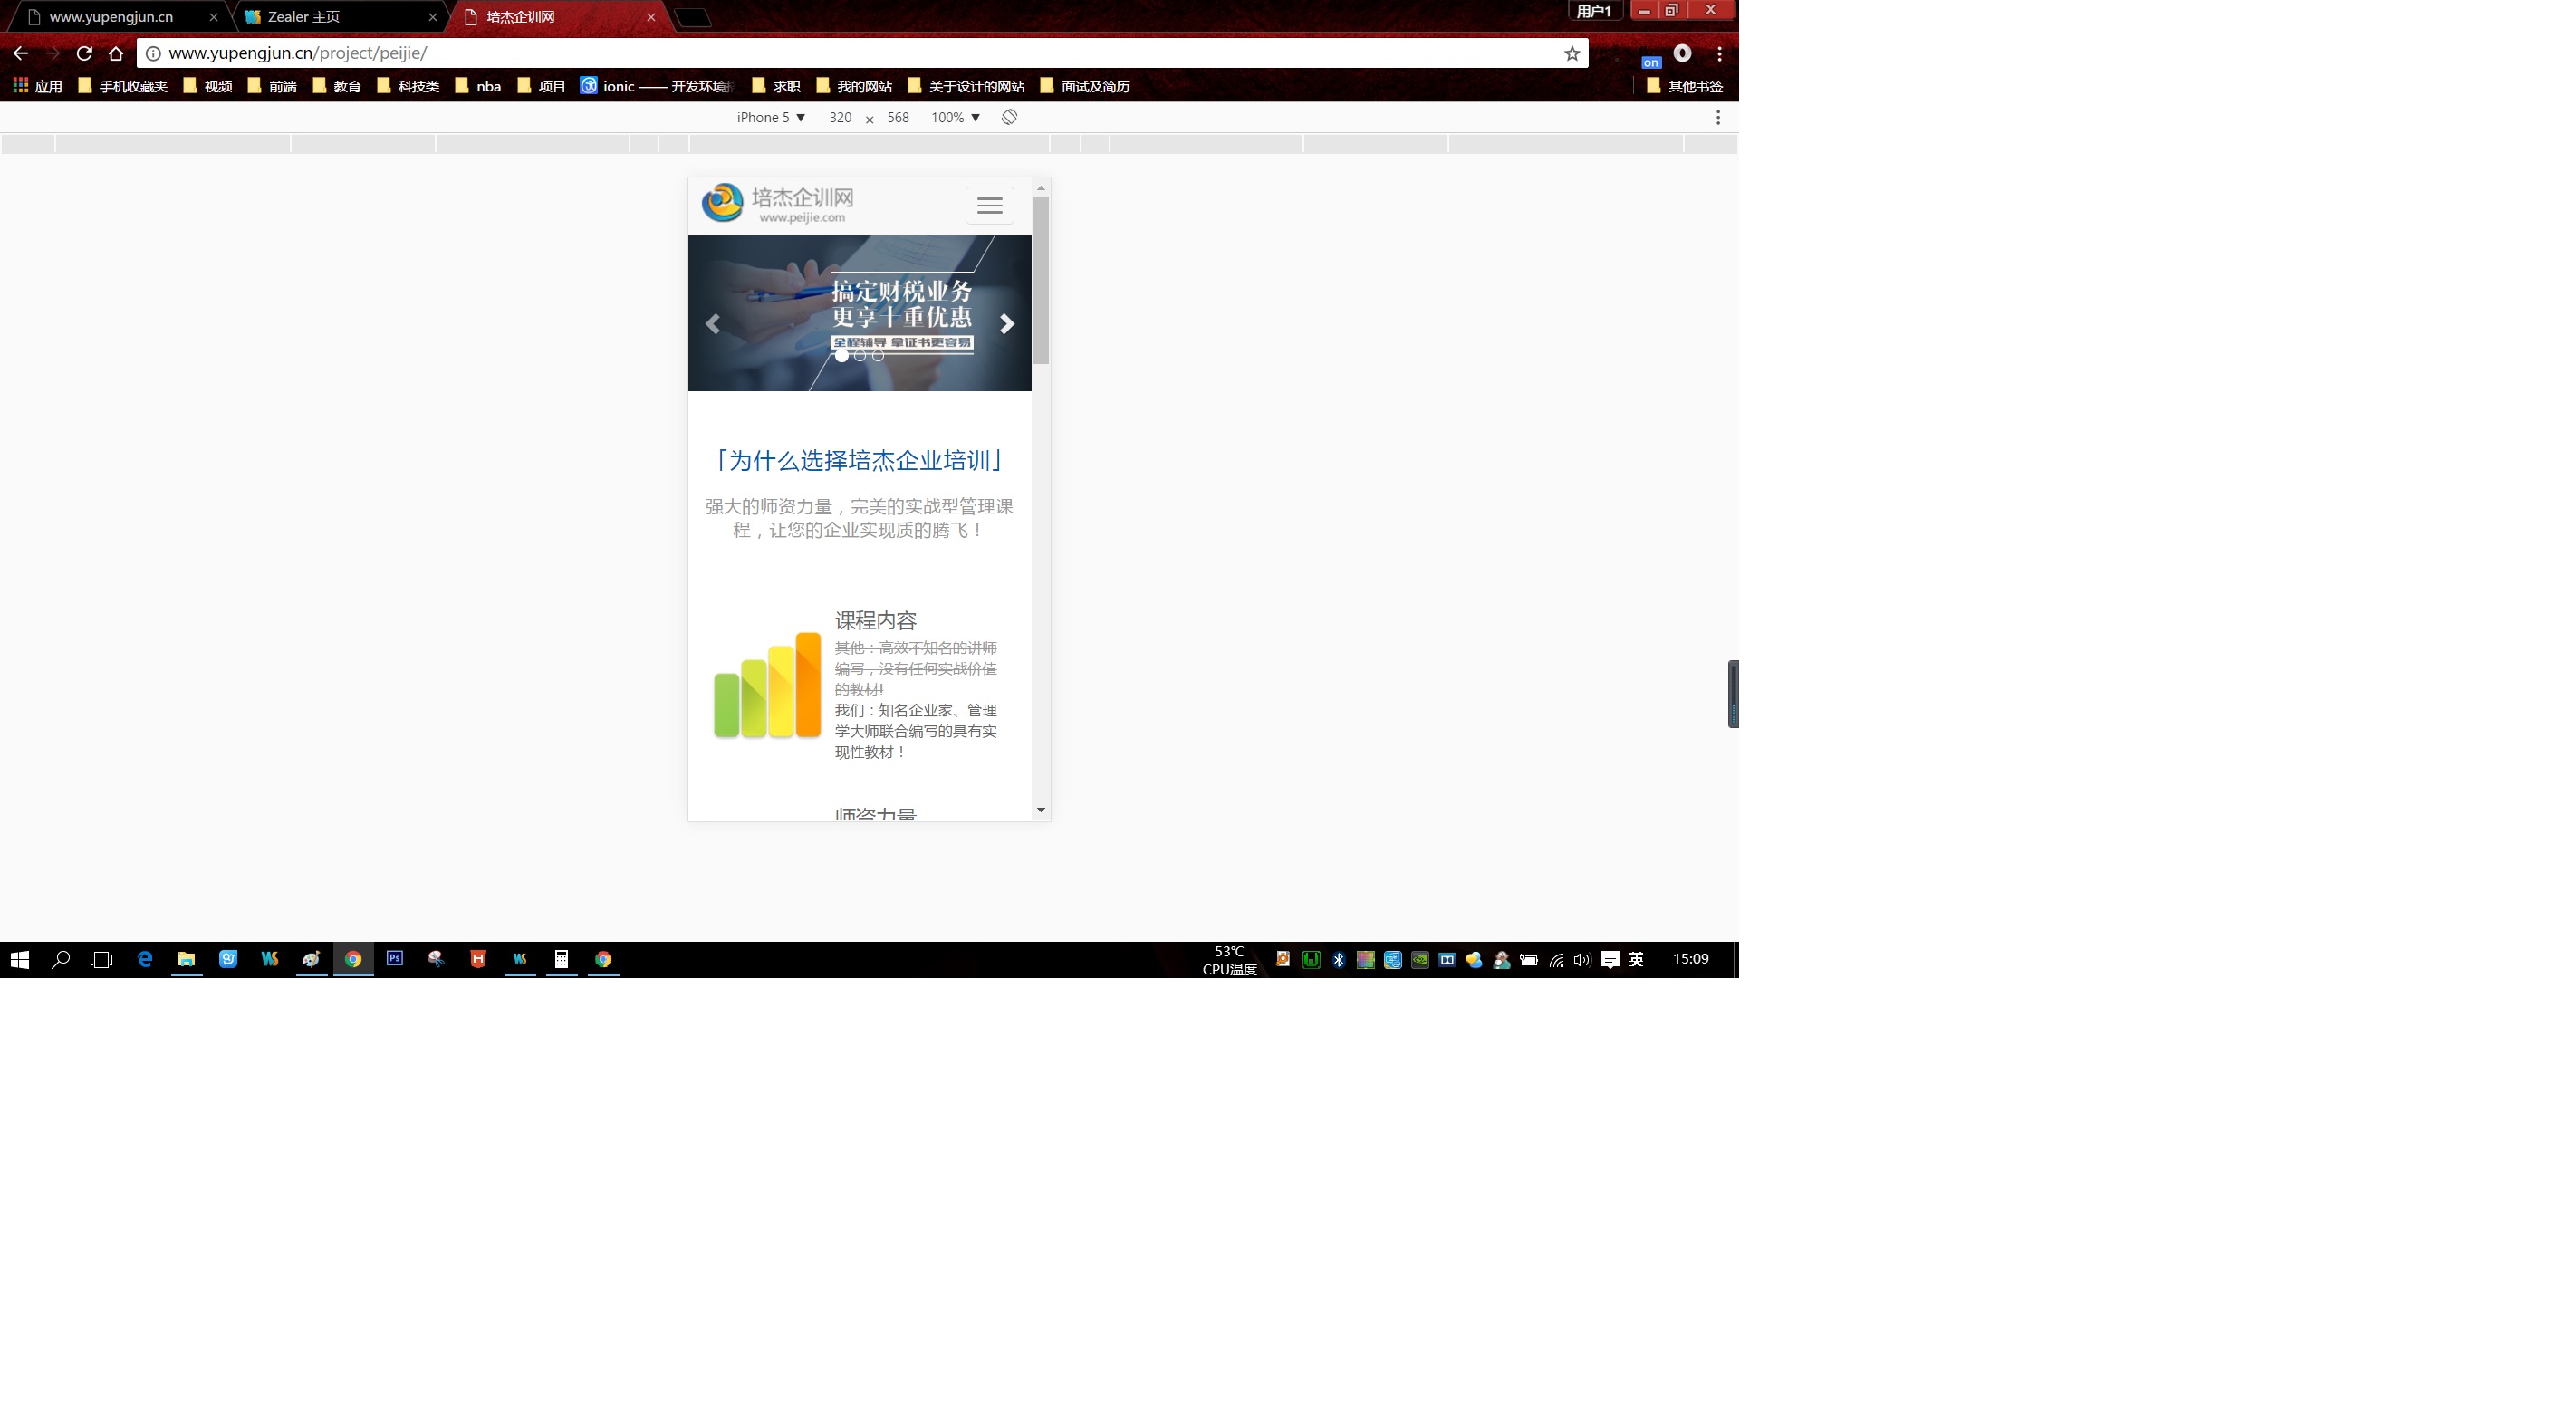 www.yupengjun.cn
Zealer 主页
培杰企训网
用户1
www.yupengjun.cn/project/peijie/
on
应用 手机收藏夹 视频 前端 教育 科技类 nba 项目 ionic —— 开发环境 求职 我的网站 关于设计的网站 面试及简历 其他书签
iPhone 5 ▼ 320 × 568 100% ▼
培杰企训网
www.peijie.com
搞定财税业务
更享十重优惠
全程辅导 拿证书更容易
「为什么选择培杰企业培训」
强大的师资力量，完美的实战型管理课
程，让您的企业实现质的腾飞！
课程内容
其他：高效不知名的讲师
编写，没有任何实战价值
的教材!
我们：知名企业家、管理
学大师联合编写的具有实
现性教材！
师资力量
Ps
H
WS
53℃
CPU温度
英
15:09